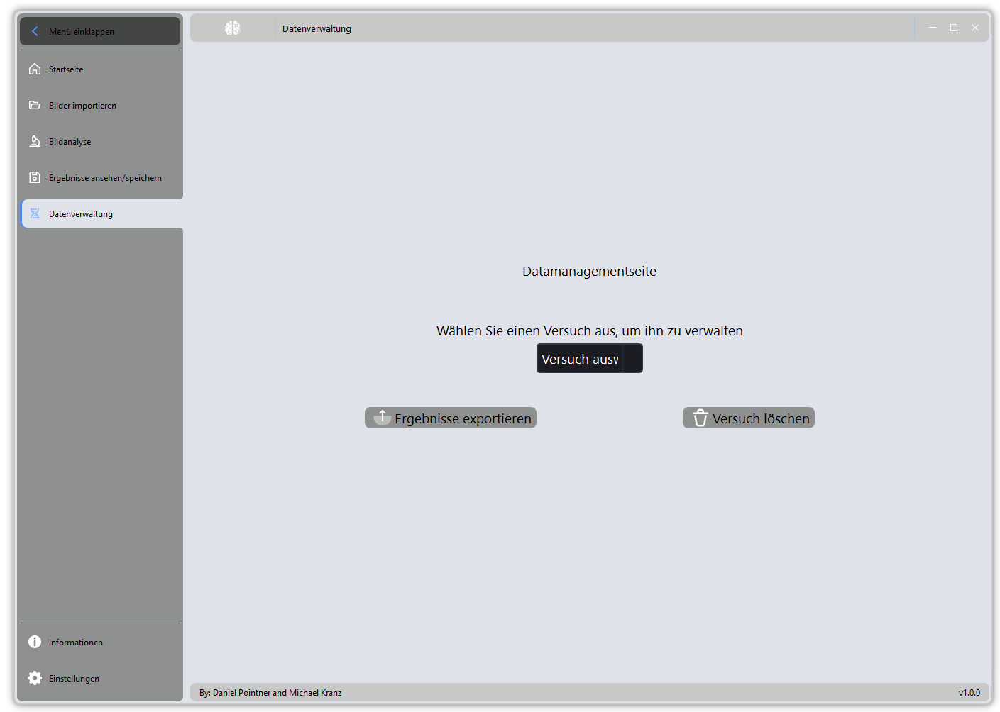 Menü einklappen
Startseite
Bilder importieren
Bildanalyse
Ergebnisse ansehen/speichern
Datenverwaltung
Informationen
Einstellungen
Datenverwaltung
Datamanagementseite
Wählen Sie einen Versuch aus, um ihn zu verwalten
Versuch ausw
Ergebnisse exportieren
Versuch löschen
By: Daniel Pointner and Michael Kranz
v1.0.0